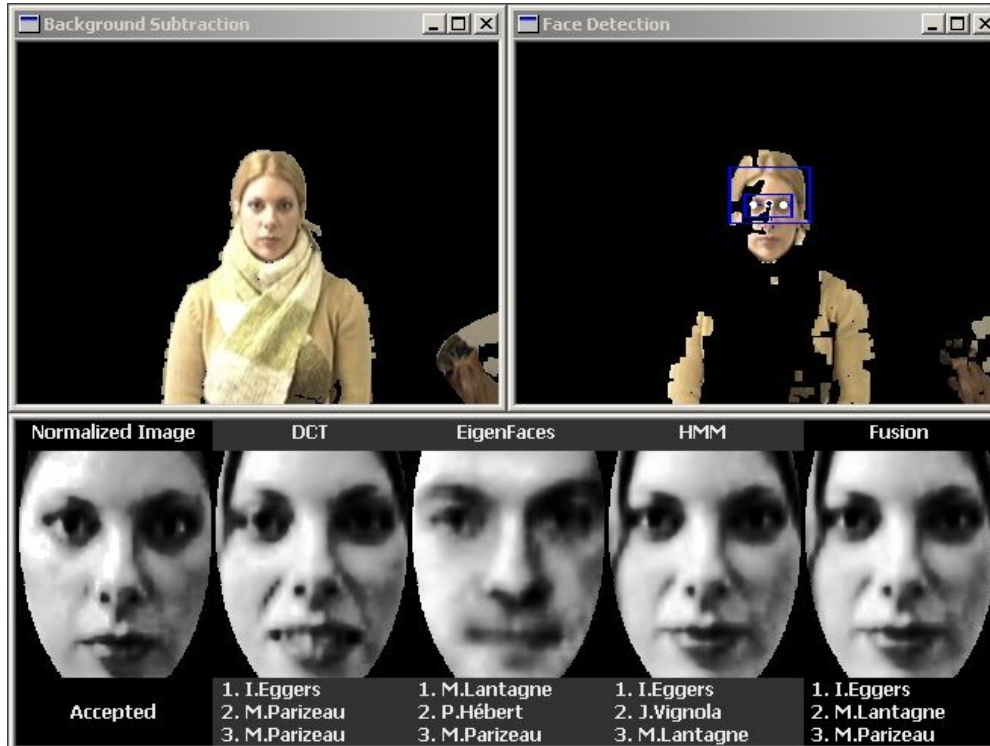 Background Subtraction
Face Detection
Normalized Image
DCT
EigenFaces
HMM
Fusion
Accepted
1. I.Eggers
2. M.Parizeau
3. M.Parizeau
1. M.Lantagne
2. P.Hébert
3. M.Parizeau
1. I.Eggers
2. J.Vignola
3. M.Lantagne
1. I.Eggers
2. M.Lantagne
3. M.Parizeau